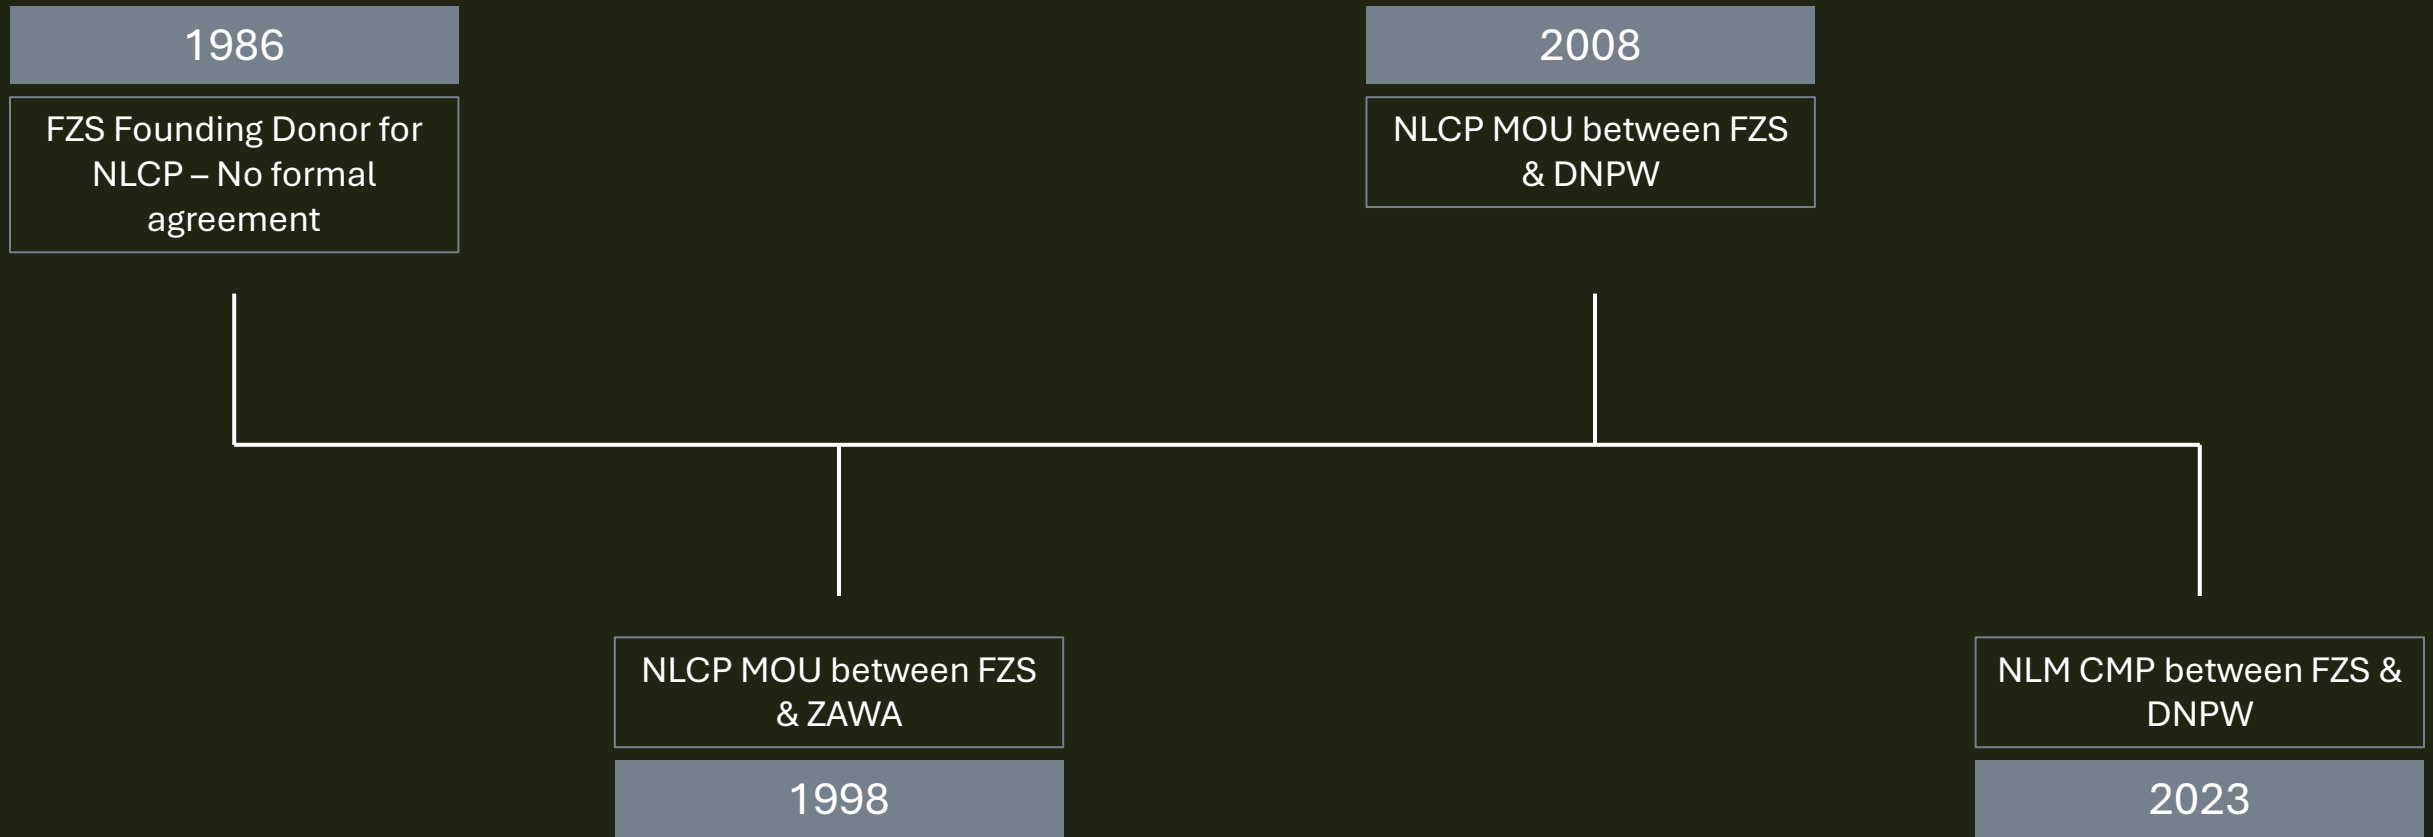 1986
FZS Founding Donor for
NLCP – No formal
agreement
2008
NLCP MOU between FZS
& DNPW
NLCP MOU between FZS
& ZAWA
1998
NLM CMP between FZS &
DNPW
2023